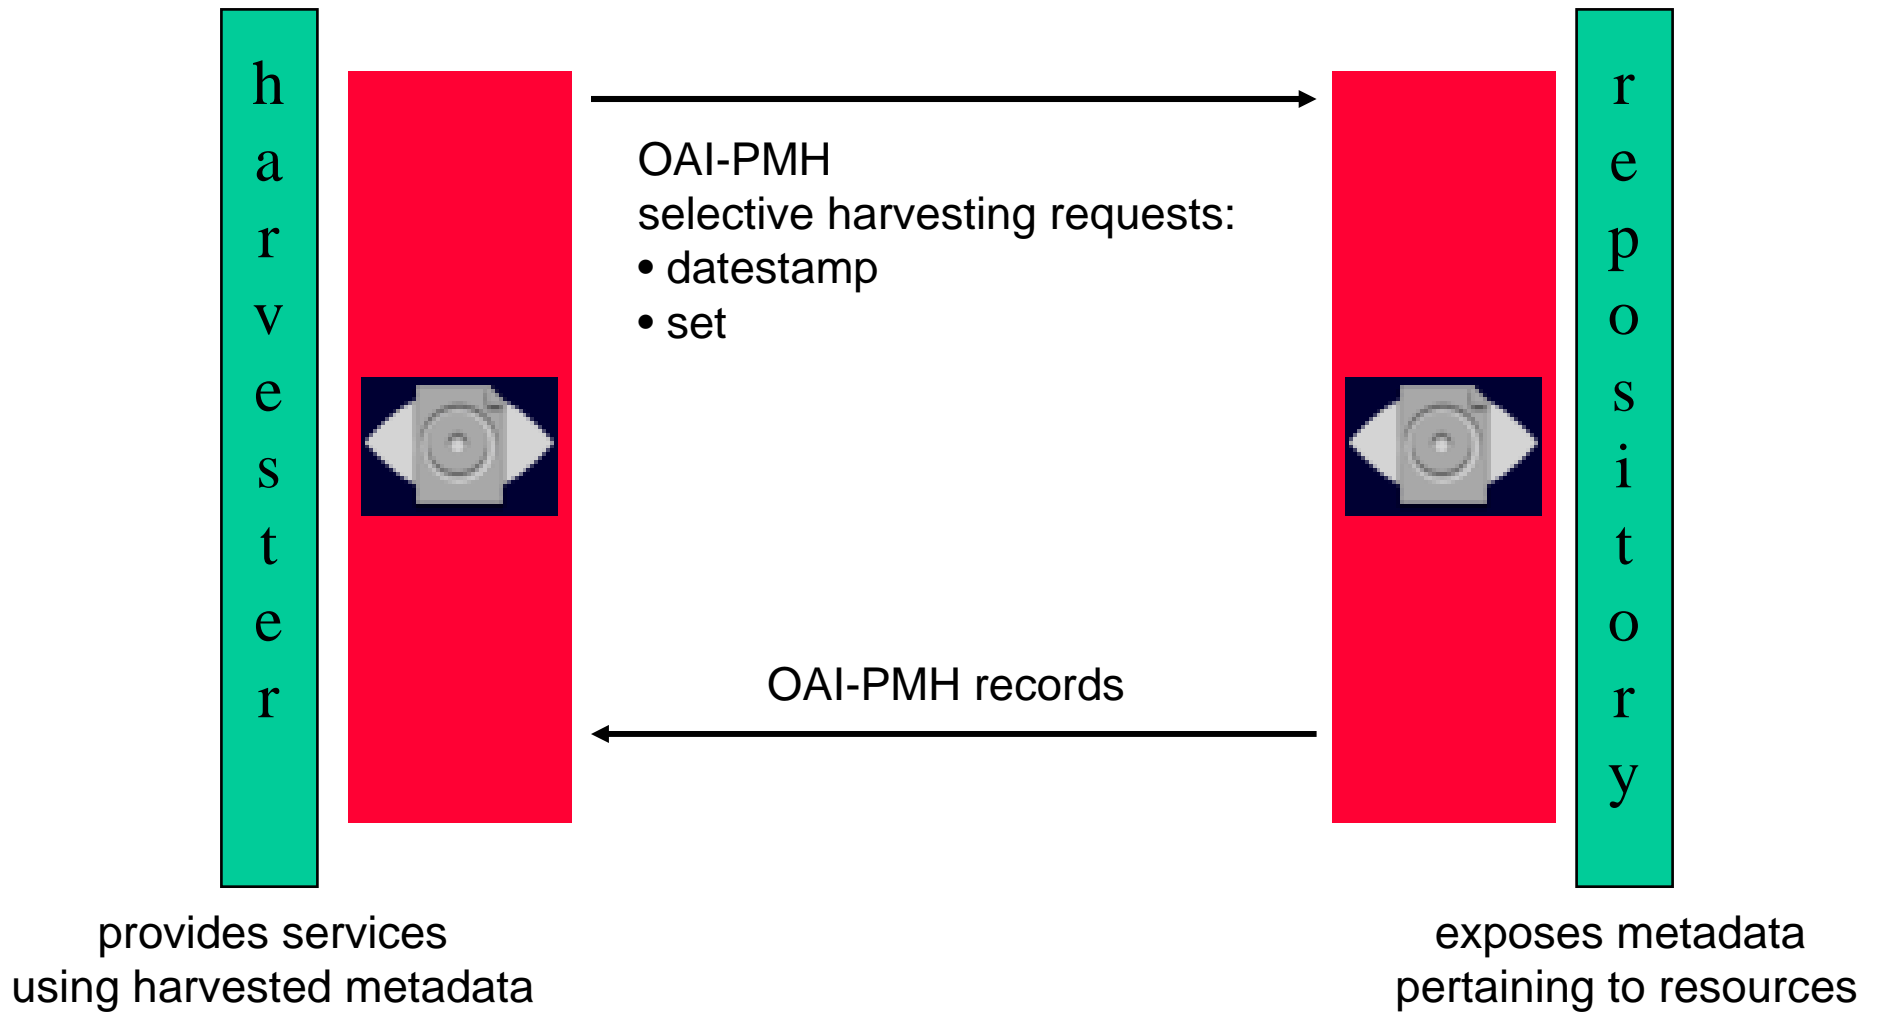 harvester
OAI-PMH
selective harvesting requests:
• datestamp
• set
OAI-PMH records
repository
provides services
using harvested metadata
exposes metadata
pertaining to resources